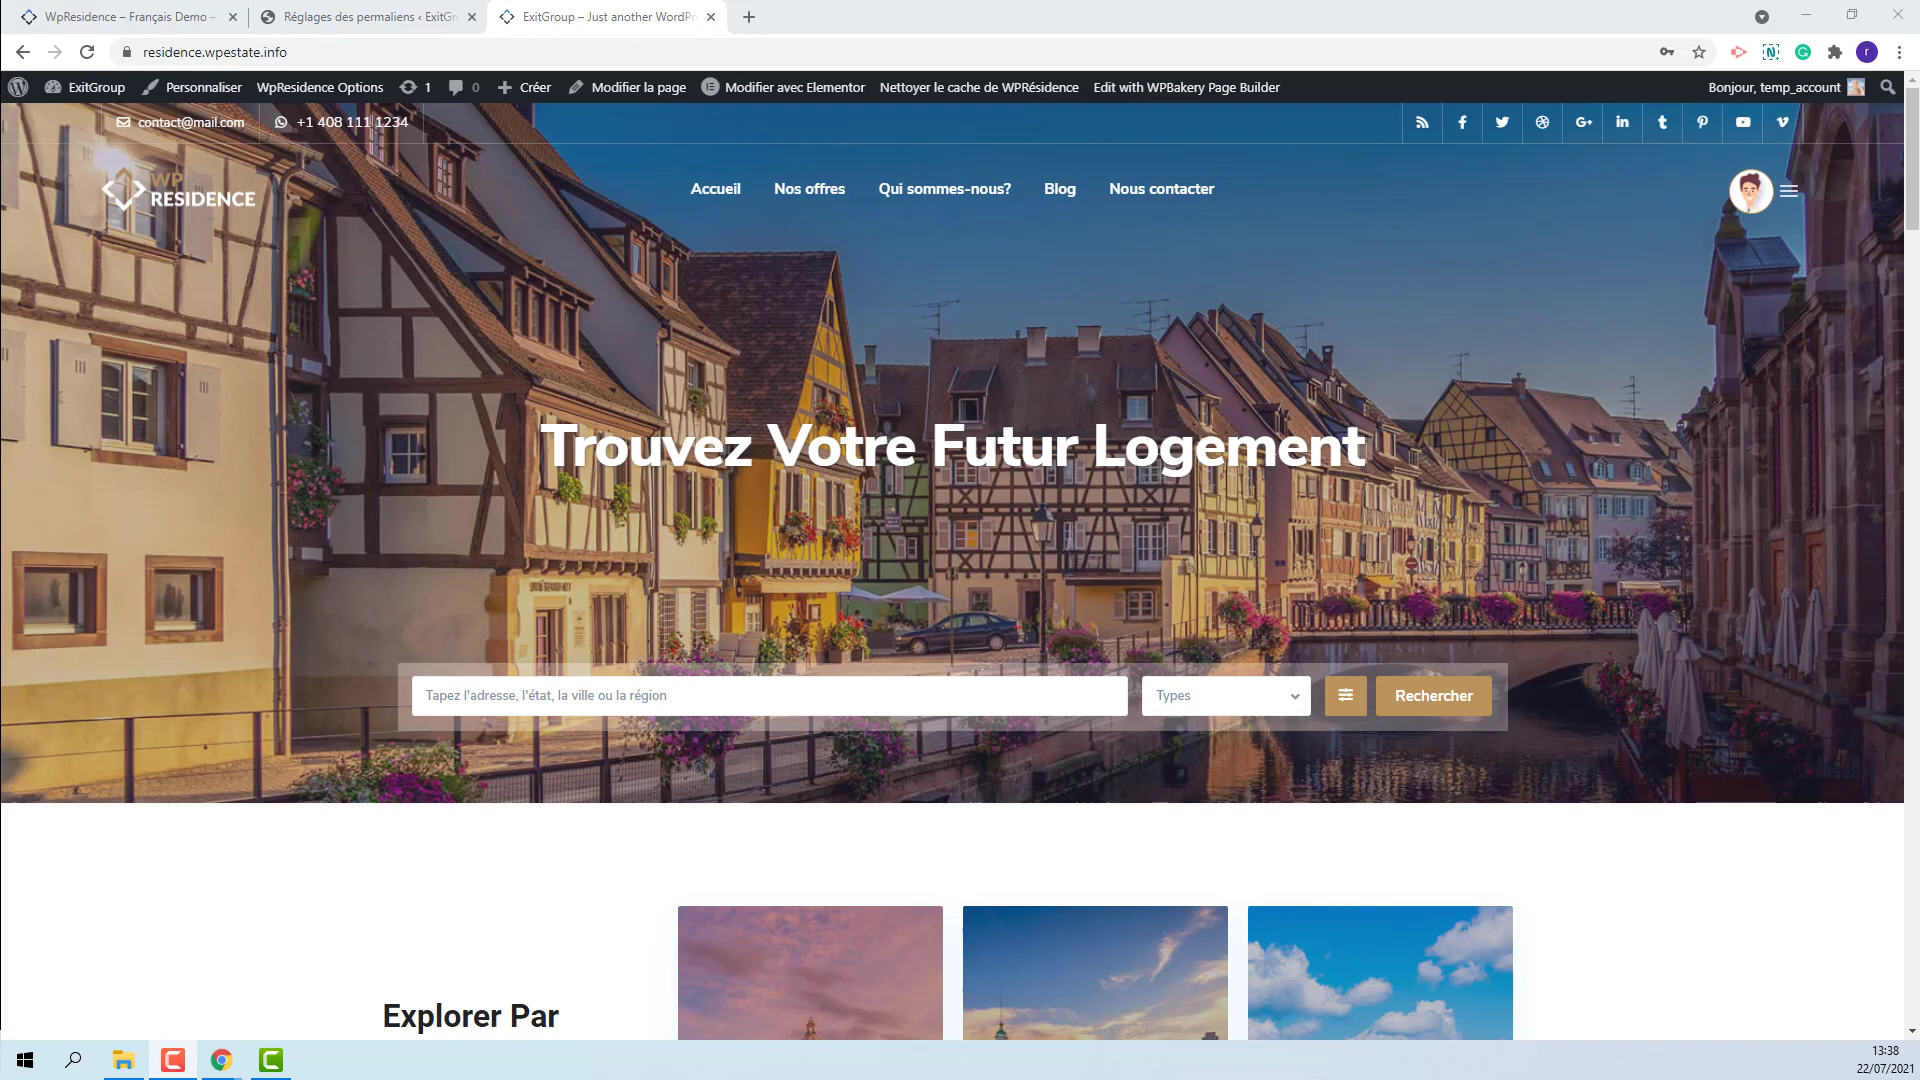 WpResidence – Français Demo –
Réglages des permaliens ‹ ExitGr
ExitGroup – Just another WordPr
residence.wpestate.info
r
ExitGroup
Personnaliser
WpResidence Options
1
0
Créer
Modifier la page
Modifier avec Elementor
Nettoyer le cache de WPRésidence
Edit with WPBakery Page Builder
Bonjour, temp_account
contact@mail.com
+1 408 111 1234
WP
RESIDENCE
Accueil
Nos offres
Qui sommes-nous?
Blog
Nous contacter
Trouvez Votre Futur Logement
Tapez l'adresse, l'état, la ville ou la région
Types
Rechercher
Explorer Par
13:38
22/07/2021